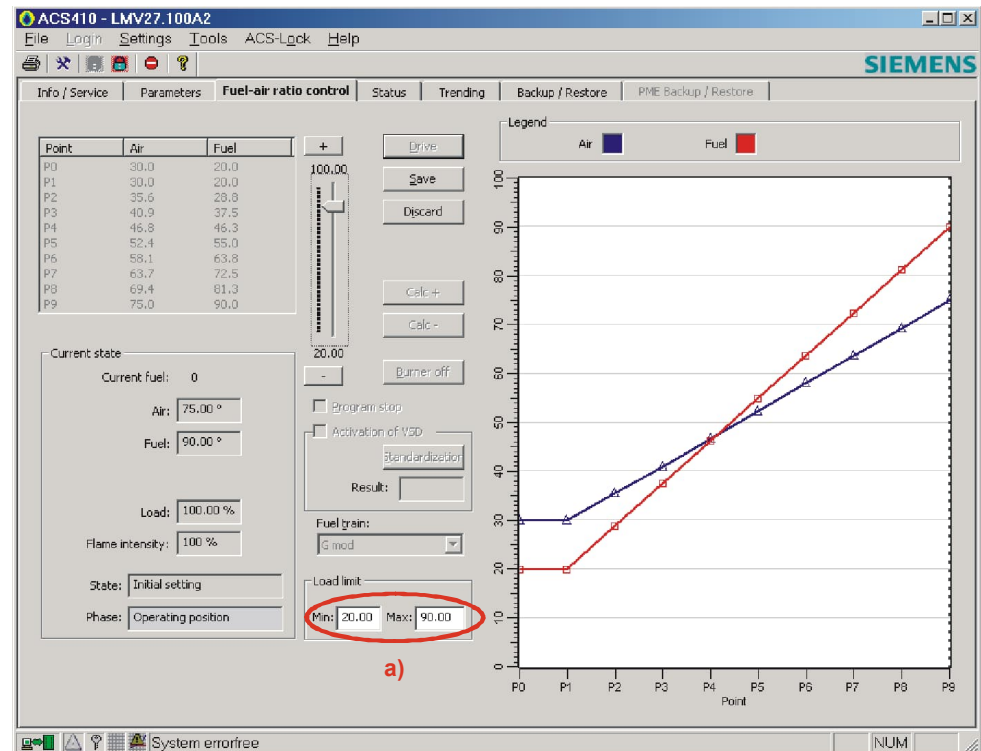 ACS410 - LMV27.100A2
File Login Settings Tools ACS-Lock Help
SIEMENS
Info / Service Parameters Fuel-air ratio control Status Trending Backup / Restore PME Backup / Restore
Point Air Fuel
P0 30.0 20.0
P1 30.0 20.0
P2 35.6 28.8
P3 40.9 37.5
P4 46.8 46.3
P5 52.4 55.0
P6 58.1 63.8
P7 63.7 72.5
P8 69.4 81.3
P9 75.0 90.0
+
100.00
20.00
-
Drive
Save
Discard
Calc +
Calc -
Burner off
Program stop
Activation of VSD
Standardization
Result:
Fuel train:
G mod
Load limit
Min: 20.00 Max: 90.00
a)
Current state
Current fuel: 0
Air: 75.00 °
Fuel: 90.00 °
Load: 100.00 %
Flame intensity: 100 %
State: Initial setting
Phase: Operating position
Legend
Air Fuel
100
90
80
70
60
50
40
30
20
10
0
P0 P1 P2 P3 P4 P5 P6 P7 P8 P9
Point
System errorfree NUM